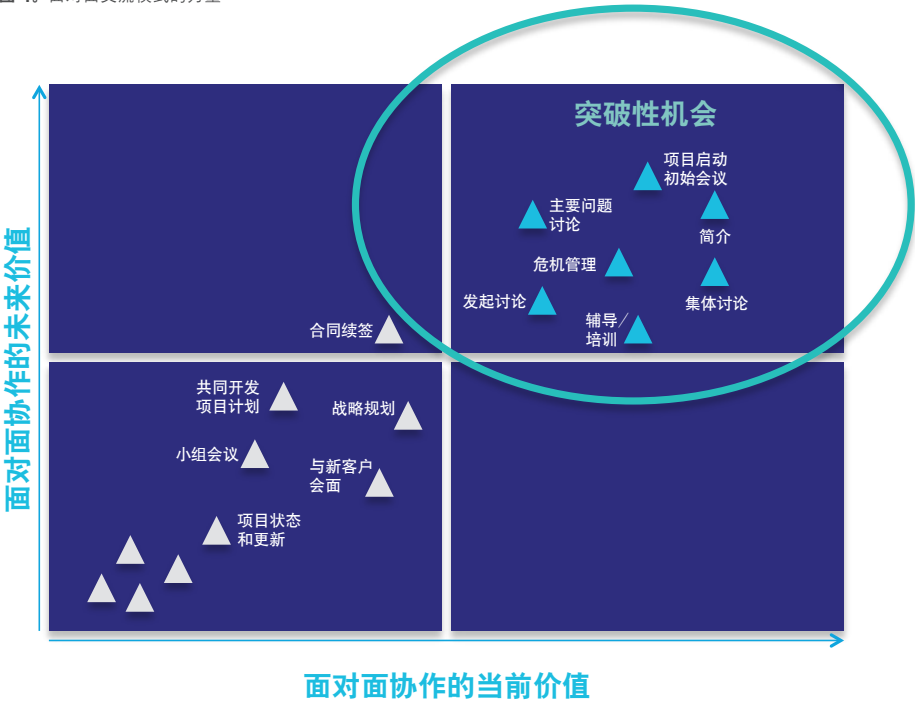 突破性机会
项目启动
初始会议
主要问题
讨论
简介
危机管理
发起讨论
集体讨论
辅导/
培训
合同续签
共同开发
项目计划
战略规划
小组会议
与新客户
会面
项目状态
和更新
面对面协作的未来价值
面对面协作的当前价值